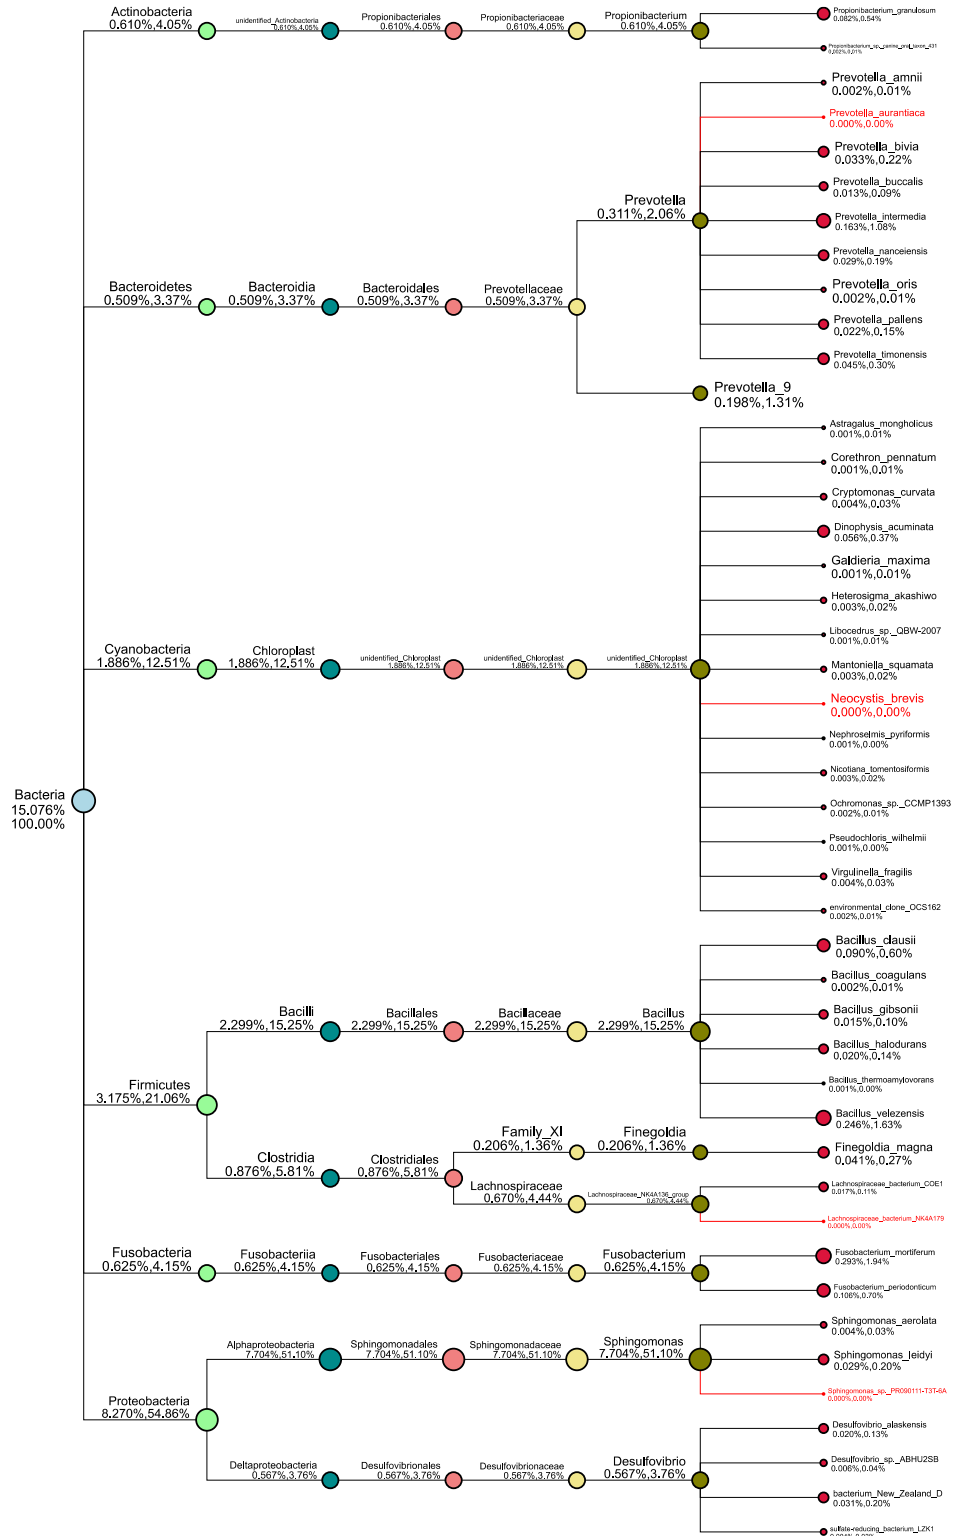 Actinobacteria
0.610%,4.05%
unidentified_Actinobacteria
0.610%,4.05%
Propionibacteriales
0.610%,4.05%
Propionibacteriaceae
0.610%,4.05%
Propionibacterium
0.610%,4.05%
Propionibacterium_granulosum
0.082%,0.54%
Propionibacterium_sp._canine_oral_taxon_431
0.002%,0.01%
Prevotella_amnii
0.002%,0.01%
Prevotella_aurantiaca
0.000%,0.00%
Prevotella_bivia
0.033%,0.22%
Prevotella_buccalis
0.013%,0.09%
Prevotella
0.311%,2.06%
Prevotella_intermedia
0.163%,1.08%
Prevotella_nanceiensis
0.029%,0.19%
Bacteroidetes
0.509%,3.37%
Bacteroidia
0.509%,3.37%
Bacteroidales
0.509%,3.37%
Prevotellaceae
0.509%,3.37%
Prevotella_oris
0.002%,0.01%
Prevotella_pallens
0.022%,0.15%
Prevotella_timonensis
0.045%,0.30%
Prevotella_9
0.198%,1.31%
Astragalus_mongholicus
0.001%,0.01%
Corethron_pennatum
0.001%,0.01%
Cryptomonas_curvata
0.004%,0.03%
Dinophysis_acuminata
0.056%,0.37%
Galdieria_maxima
0.001%,0.01%
Heterosigma_akashiwo
0.003%,0.02%
Libocedrus_sp._QBW-2007
0.001%,0.01%
Cyanobacteria
1.886%,12.51%
Chloroplast
1.886%,12.51%
unidentified_Chloroplast
1.886%,12.51%
unidentified_Chloroplast
1.886%,12.51%
unidentified_Chloroplast
1.886%,12.51%
Mantoniella_squamata
0.003%,0.02%
Neocystis_brevis
0.000%,0.00%
Nephroselmis_pyriformis
0.001%,0.00%
Nicotiana_tomentosiformis
0.003%,0.02%
Bacteria
15.076%
100.00%
Ochromonas_sp._CCMP1393
0.002%,0.01%
Pseudochloris_wilhelmii
0.001%,0.00%
Virgulinella_fragilis
0.004%,0.03%
environmental_clone_OCS162
0.002%,0.01%
Bacillus_clausii
0.090%,0.60%
Bacillus_coagulans
0.002%,0.01%
Bacillus_gibsonii
0.015%,0.10%
Bacilli
2.299%,15.25%
Bacillales
2.299%,15.25%
Bacillaceae
2.299%,15.25%
Bacillus
2.299%,15.25%
Bacillus_halodurans
0.020%,0.14%
Bacillus_thermoamylovorans
0.001%,0.00%
Firmicutes
3.175%,21.06%
Bacillus_velezensis
0.246%,1.63%
Family_XI
0.206%,1.36%
Finegoldia
0.206%,1.36%
Finegoldia_magna
0.041%,0.27%
Clostridia
0.876%,5.81%
Clostridiales
0.876%,5.81%
Lachnospiraceae
0.670%,4.44%
Lachnospiraceae_NK4A136_group
0.670%,4.44%
Lachnospiraceae_bacterium_COE1
0.017%,0.11%
Lachnospiraceae_bacterium_NK4A179
0.000%,0.00%
Fusobacteria
0.625%,4.15%
Fusobacteriia
0.625%,4.15%
Fusobacteriales
0.625%,4.15%
Fusobacteriaceae
0.625%,4.15%
Fusobacterium
0.625%,4.15%
Fusobacterium_mortiferum
0.293%,1.94%
Fusobacterium_periodonticum
0.106%,0.70%
Sphingomonas_aerolata
0.004%,0.03%
Alphaproteobacteria
7.704%,51.10%
Sphingomonadales
7.704%,51.10%
Sphingomonadaceae
7.704%,51.10%
Sphingomonas
7.704%,51.10%
Sphingomonas_leidyi
0.029%,0.20%
Sphingomonas_sp._PR090111-T3T-6A
0.000%,0.00%
Proteobacteria
8.270%,54.86%
Desulfovibrio_alaskensis
0.020%,0.13%
Deltaproteobacteria
0.567%,3.76%
Desulfovibrionales
0.567%,3.76%
Desulfovibrionaceae
0.567%,3.76%
Desulfovibrio
0.567%,3.76%
Desulfovibrio_sp._ABHU2SB
0.006%,0.04%
bacterium_New_Zealand_D
0.031%,0.20%
sulfate-reducing_bacterium_LZK1